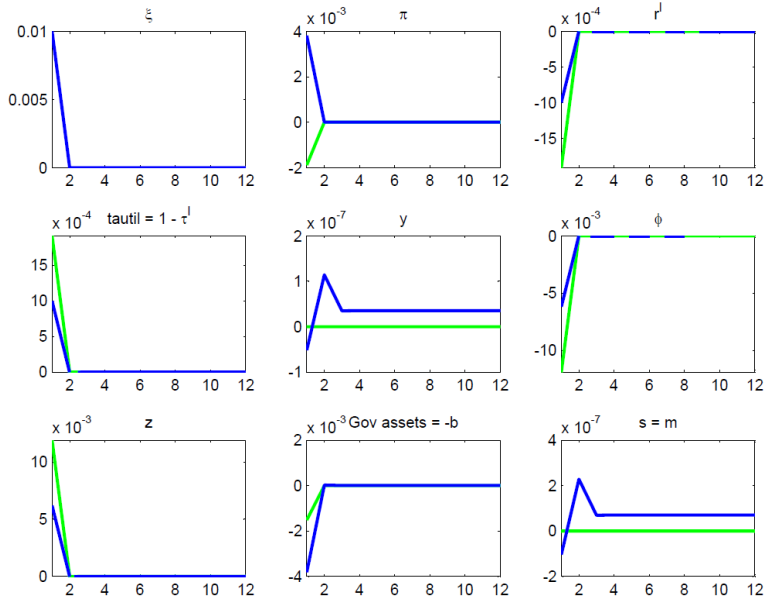 ξ
0.01
0.005
0
2 4 6 8 10 12
x 10⁻³ π
4
2
0
-2
2 4 6 8 10 12
x 10⁻⁴ rˡ
0
-5
-10
-15
2 4 6 8 10 12
x 10⁻⁴ tautil = 1 - τˡ
15
10
5
0
2 4 6 8 10 12
x 10⁻⁷ y
2
1
0
-1
2 4 6 8 10 12
x 10⁻³ ϕ
0
-5
-10
2 4 6 8 10 12
x 10⁻³ z
10
5
0
2 4 6 8 10 12
x 10⁻³ Gov assets = -b
2
0
-2
-4
2 4 6 8 10 12
x 10⁻⁷ s = m
4
2
0
-2
2 4 6 8 10 12